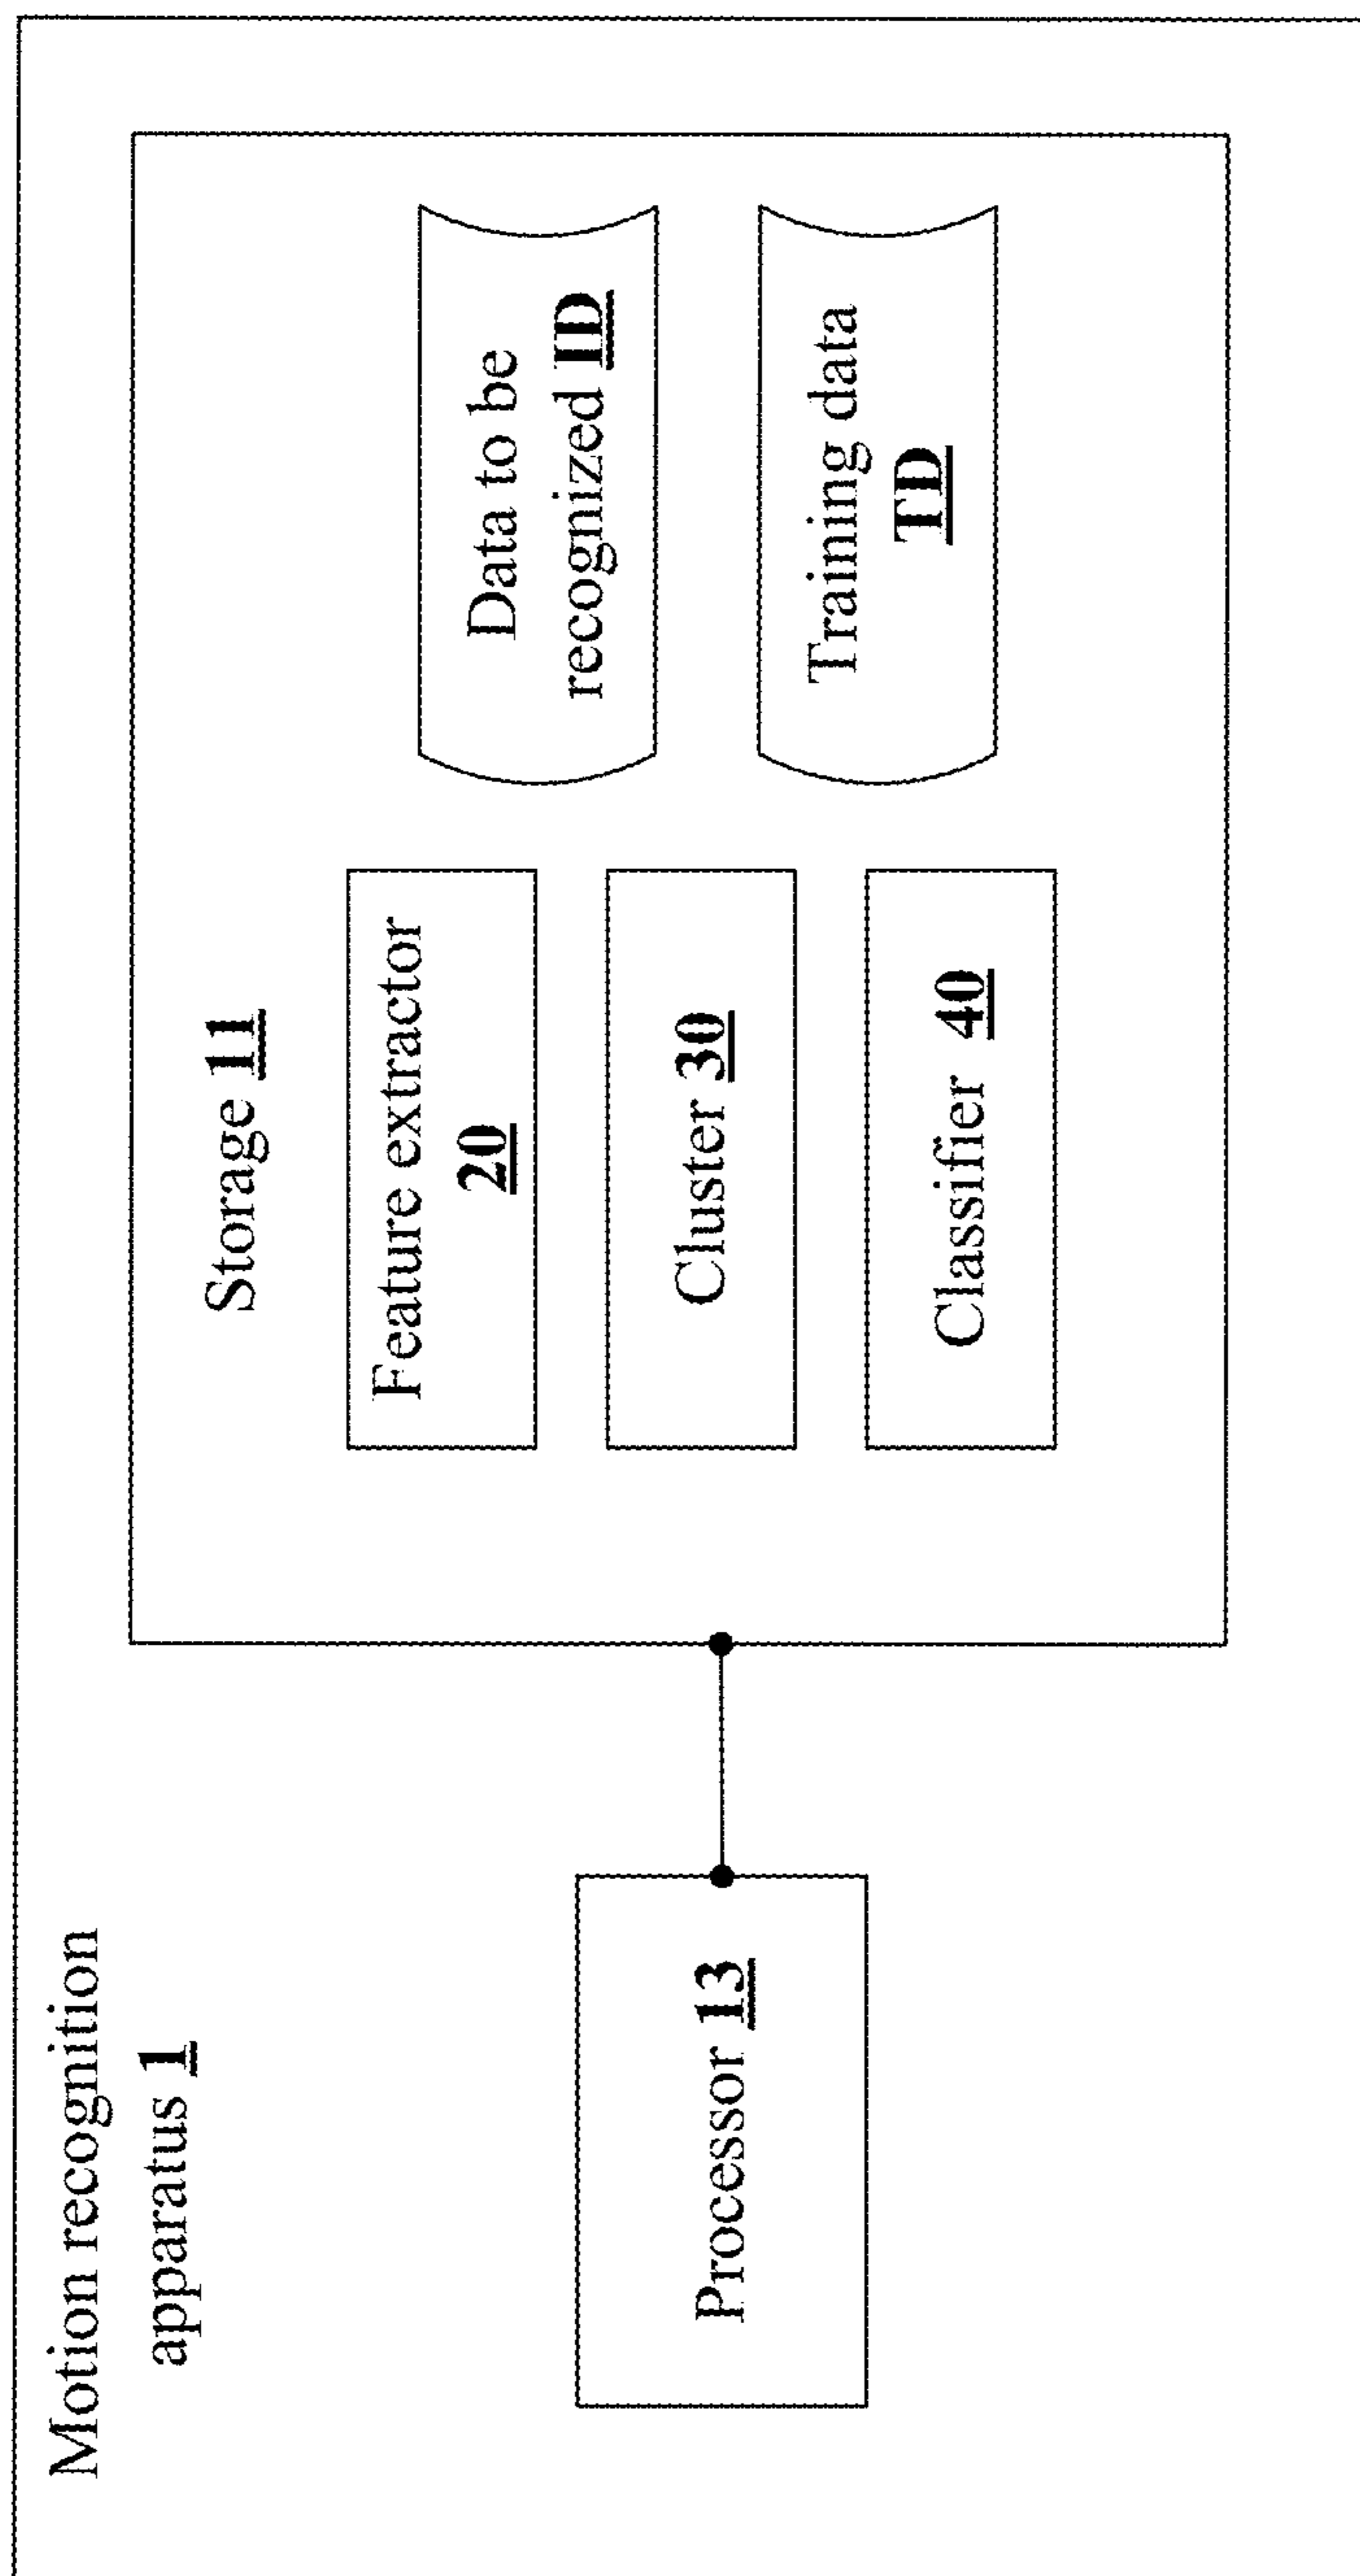 Motion recognition
apparatus 1
Processor 13
Storage 11
Feature extractor
20
Cluster 30
Classifier 40
Data to be
recognized ID
Training data
TD